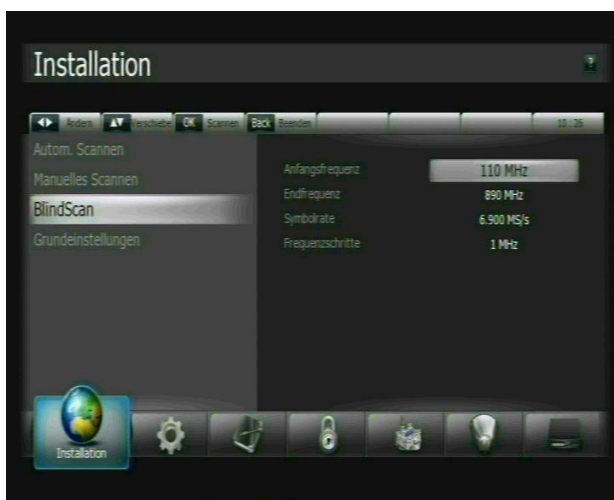 Installation
?
Ändern Verschiebe OK Scannen Back Beenden 10:26
Autom. Scannen
Manuelles Scannen
BlindScan
Grundeinstellungen
Anfangsfrequenz 110 MHz
Endfrequenz 890 MHz
Symbolrate 6.900 MS/s
Frequenzschritte 1 MHz
Installation